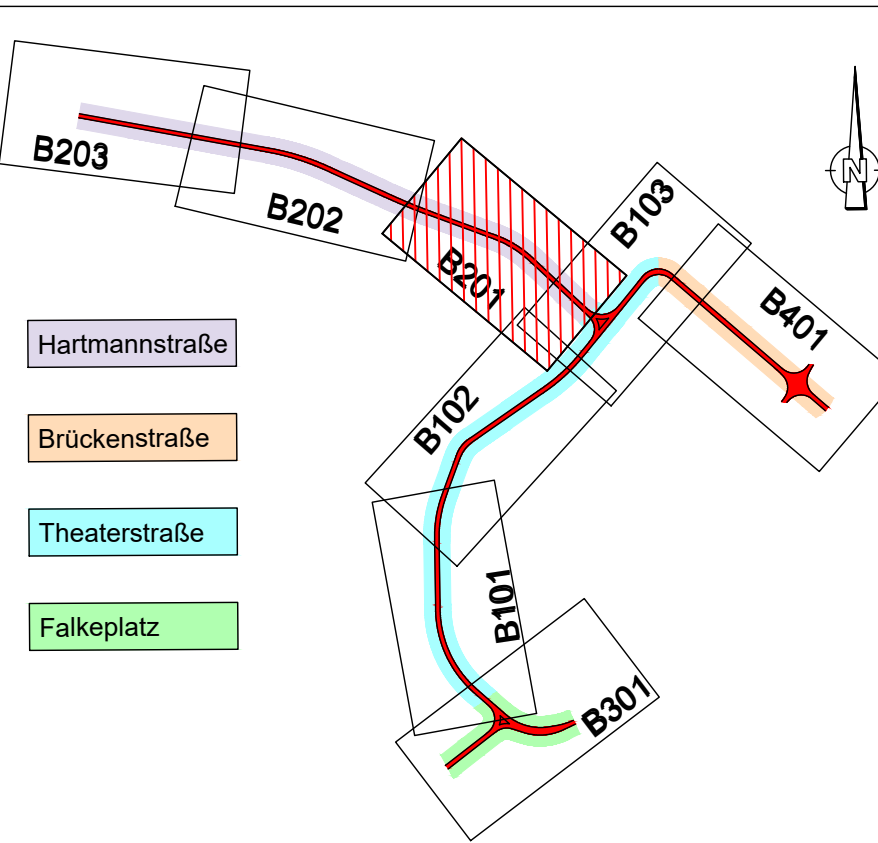 B203
B202
B201
B103
B401
N
Hartmannstraße
Brückenstraße
Theaterstraße
Falkeplatz
B102
B101
B301